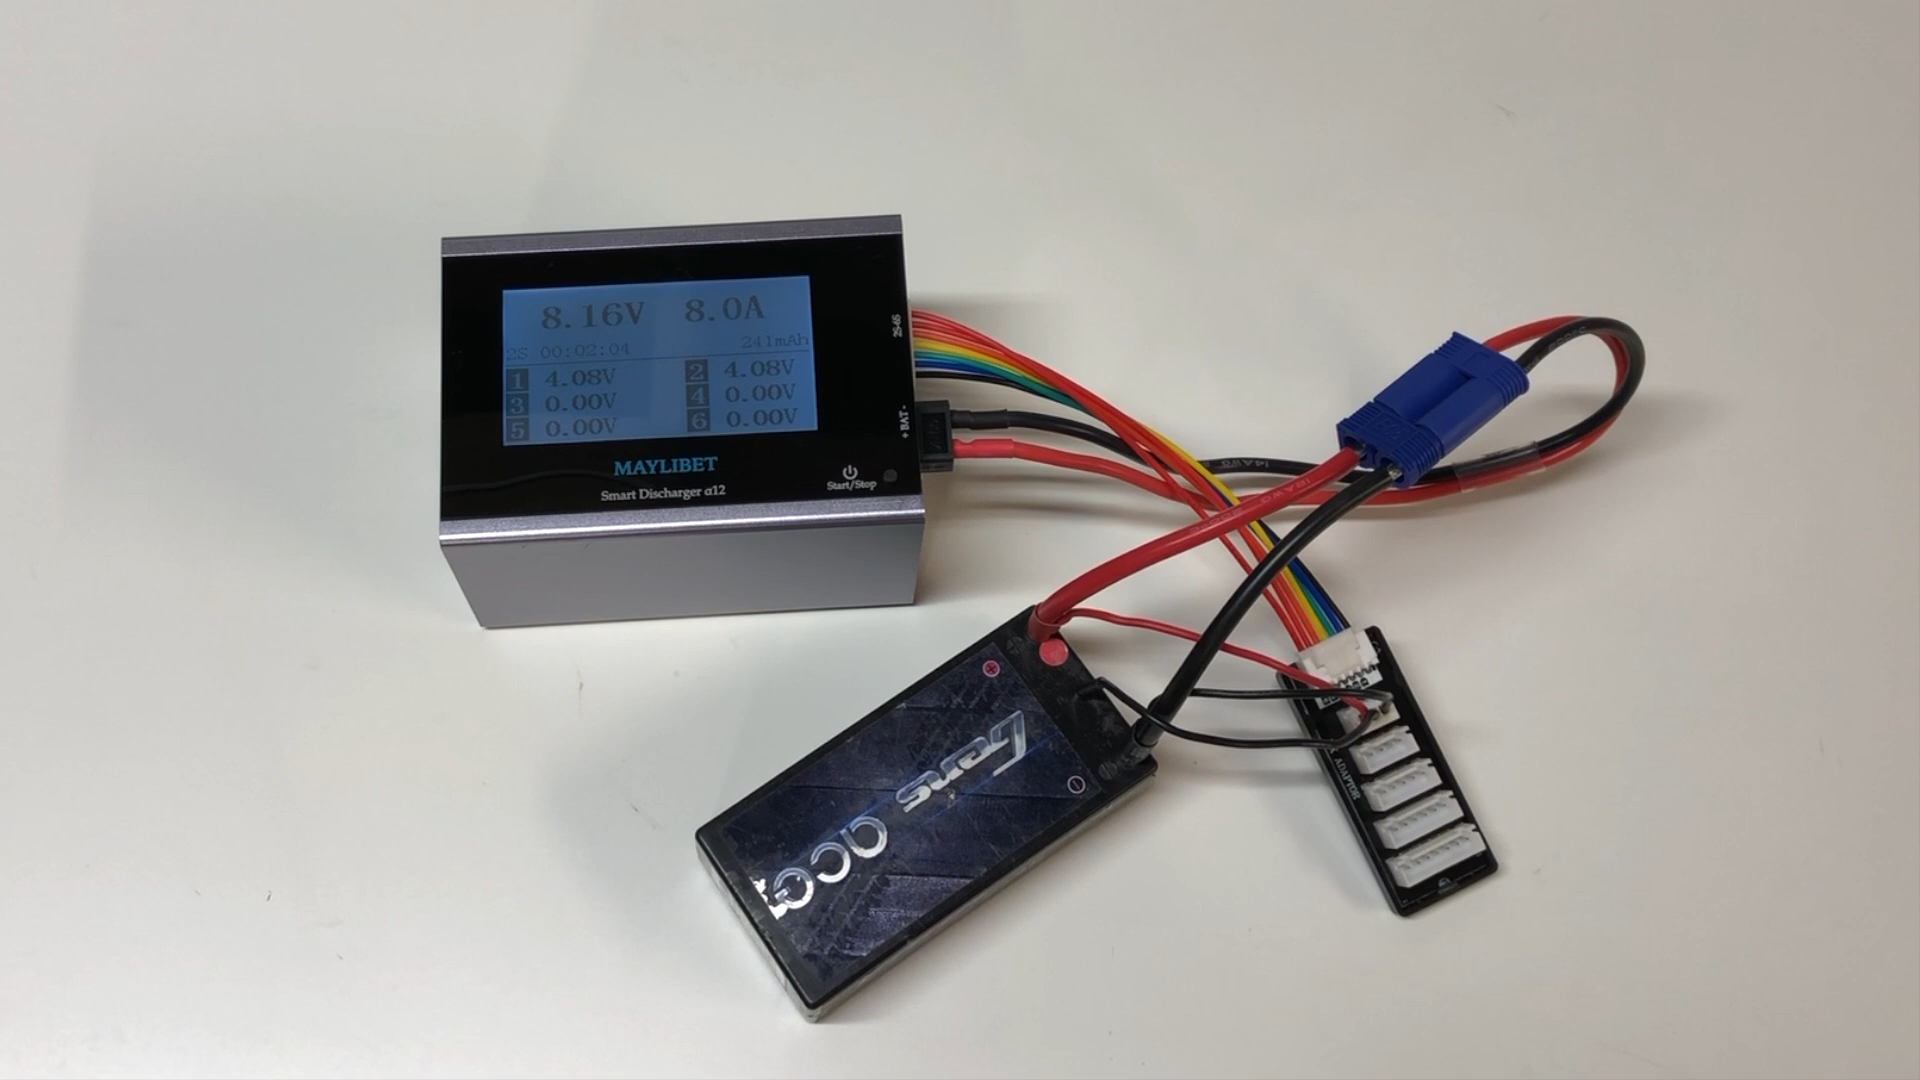 8.16V 8.0A
2S 00:02:04 241mAh
1 4.08V 2 4.08V
3 0.00V 4 0.00V
5 0.00V 6 0.00V
MAYLIBET
Smart Discharger α12
Start/Stop
2S-6S
+ BAT -
14AWG
Gens ace
ADAPTOR